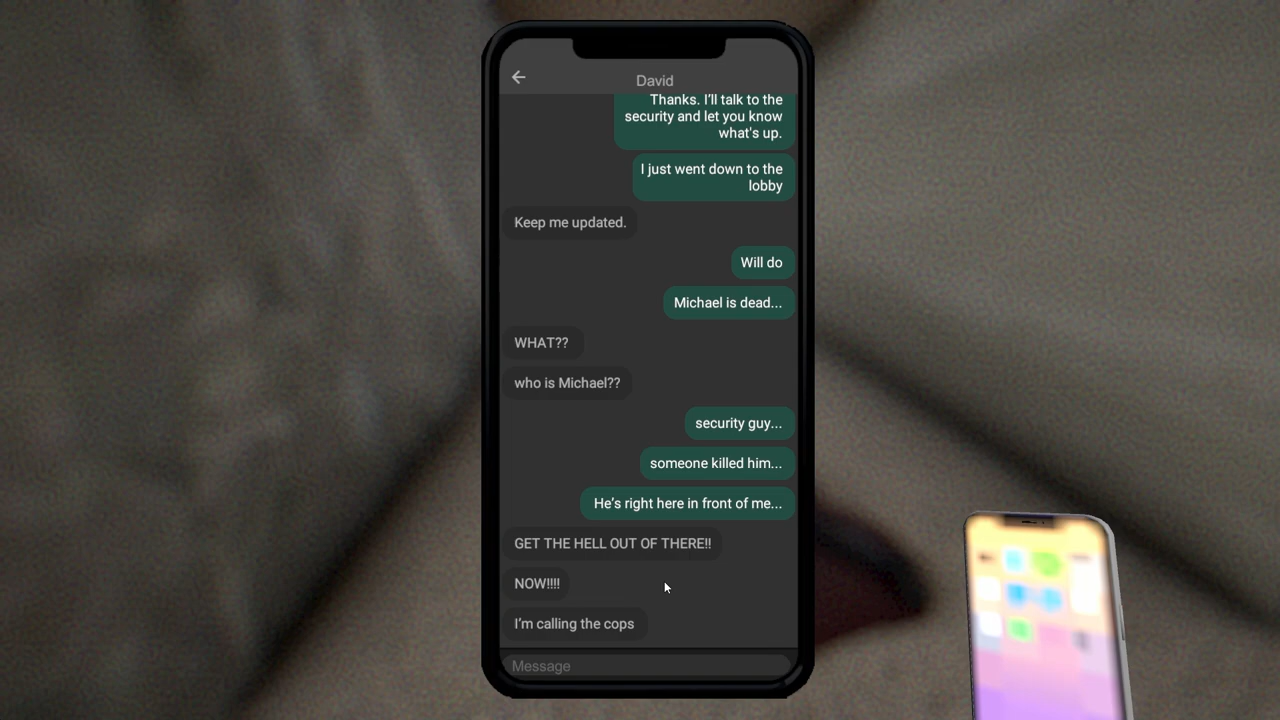 David
Thanks. I’ll talk to the
security and let you know
what's up.
I just went down to the
lobby
Keep me updated.
Will do
Michael is dead...
WHAT??
who is Michael??
security guy...
someone killed him...
He’s right here in front of me...
GET THE HELL OUT OF THERE!!
NOW!!!!
I’m calling the cops
Message